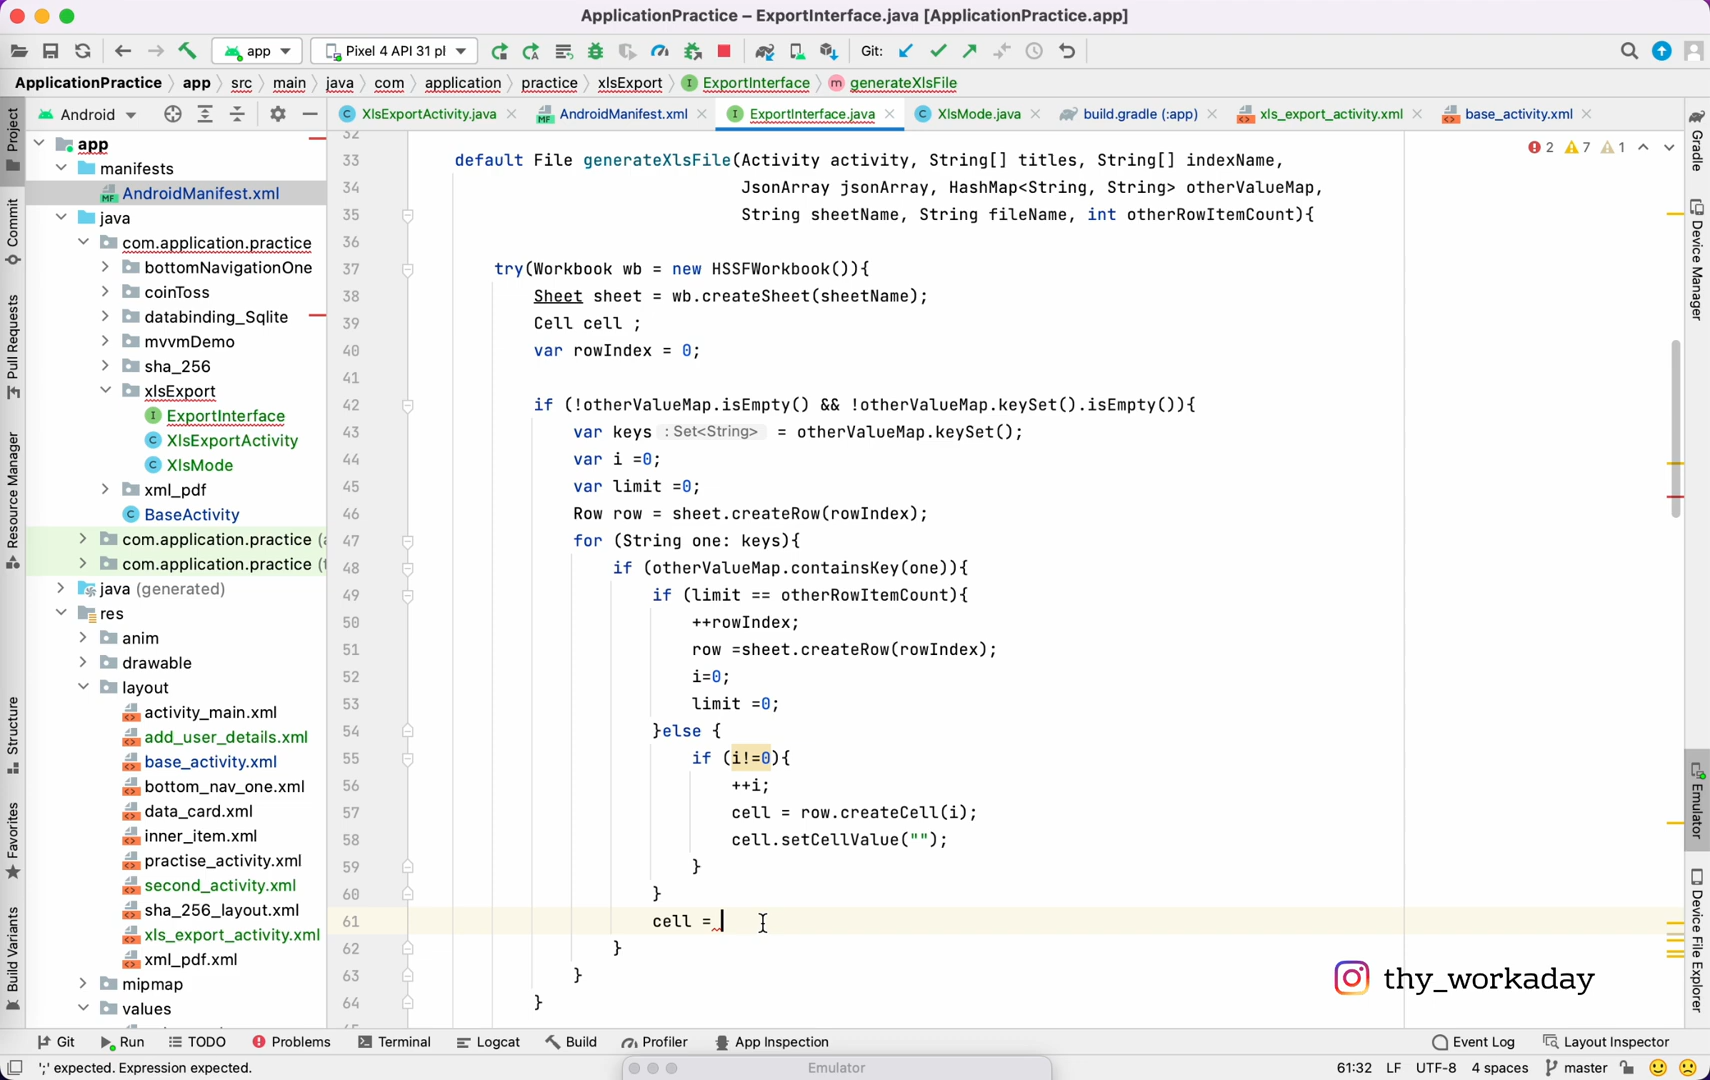 ApplicationPractice – ExportInterface.java [ApplicationPractice.app]
app
Pixel 4 API 31 pl
Git:
ApplicationPractice app src main java com application practice xlsExport ExportInterface generateXlsFile
Android
XlsExportActivity.java
AndroidManifest.xml
ExportInterface.java
XlsMode.java
build.gradle (:app)
xls_export_activity.xml
base_activity.xml
Project
Commit
Pull Requests
Resource Manager
Structure
Favorites
Build Variants
app
manifests
AndroidManifest.xml
java
com.application.practice
bottomNavigationOne
coinToss
databinding_Sqlite
mvvmDemo
sha_256
xlsExport
ExportInterface
XlsExportActivity
XlsMode
xml_pdf
BaseActivity
com.application.practice
com.application.practice
java (generated)
res
anim
drawable
layout
activity_main.xml
add_user_details.xml
base_activity.xml
bottom_nav_one.xml
data_card.xml
inner_item.xml
practise_activity.xml
second_activity.xml
sha_256_layout.xml
xls_export_activity.xml
xml_pdf.xml
mipmap
values
2 7 1
32
33 default File generateXlsFile(Activity activity, String[] titles, String[] indexName,
34 JsonArray jsonArray, HashMap<String, String> otherValueMap,
35 String sheetName, String fileName, int otherRowItemCount){
36
37 try(Workbook wb = new HSSFWorkbook()){
38 Sheet sheet = wb.createSheet(sheetName);
39 Cell cell ;
40 var rowIndex = 0;
41
42 if (!otherValueMap.isEmpty() && !otherValueMap.keySet().isEmpty()){
43 var keys : Set<String> = otherValueMap.keySet();
44 var i =0;
45 var limit =0;
46 Row row = sheet.createRow(rowIndex);
47 for (String one: keys){
48 if (otherValueMap.containsKey(one)){
49 if (limit == otherRowItemCount){
50 ++rowIndex;
51 row =sheet.createRow(rowIndex);
52 i=0;
53 limit =0;
54 }else {
55 if (i!=0){
56 ++i;
57 cell = row.createCell(i);
58 cell.setCellValue("");
59 }
60 }
61 cell =
62 }
63 }
64 }
thy_workaday
Gradle
Device Manager
Emulator
Device File Explorer
Git Run TODO Problems Terminal Logcat Build Profiler App Inspection Event Log Layout Inspector
';' expected. Expression expected.
Emulator
61:32 LF UTF-8 4 spaces master